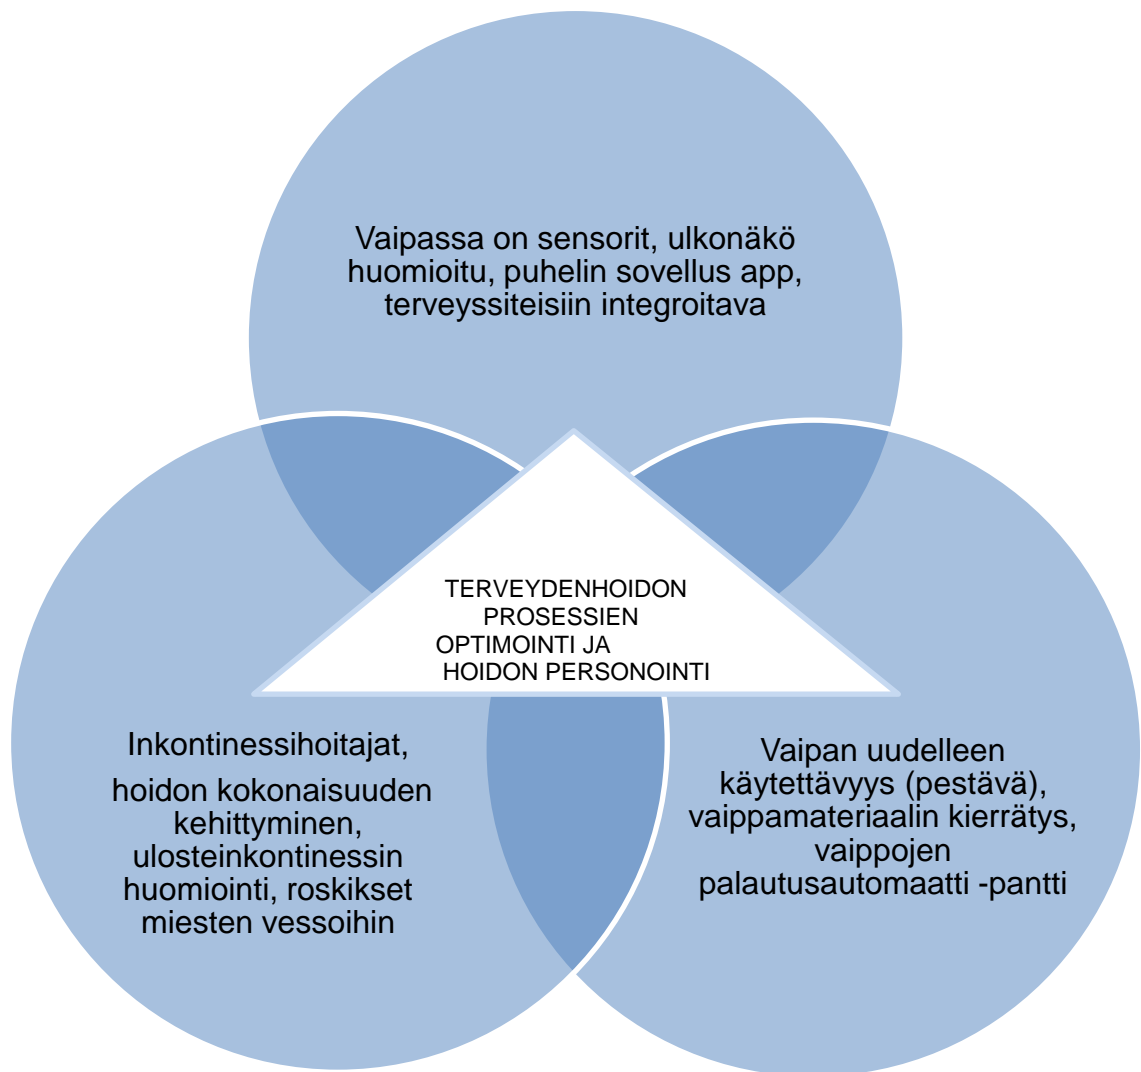 Vaipassa on sensorit, ulkonäkö
huomioitu, puhelin sovellus app,
terveyssiteisiin integroitava
TERVEYDENHOIDON
PROSESSIEN
OPTIMOINTI JA
HOIDON PERSONOINTI
Inkontinessihoitajat,
hoidon kokonaisuuden
kehittyminen,
ulosteinkontinessin
huomiointi, roskikset
miesten vessoihin
Vaipan uudelleen
käytettävyys (pestävä),
vaippamateriaalin kierrätys,
vaippojen
palautusautomaatti -pantti